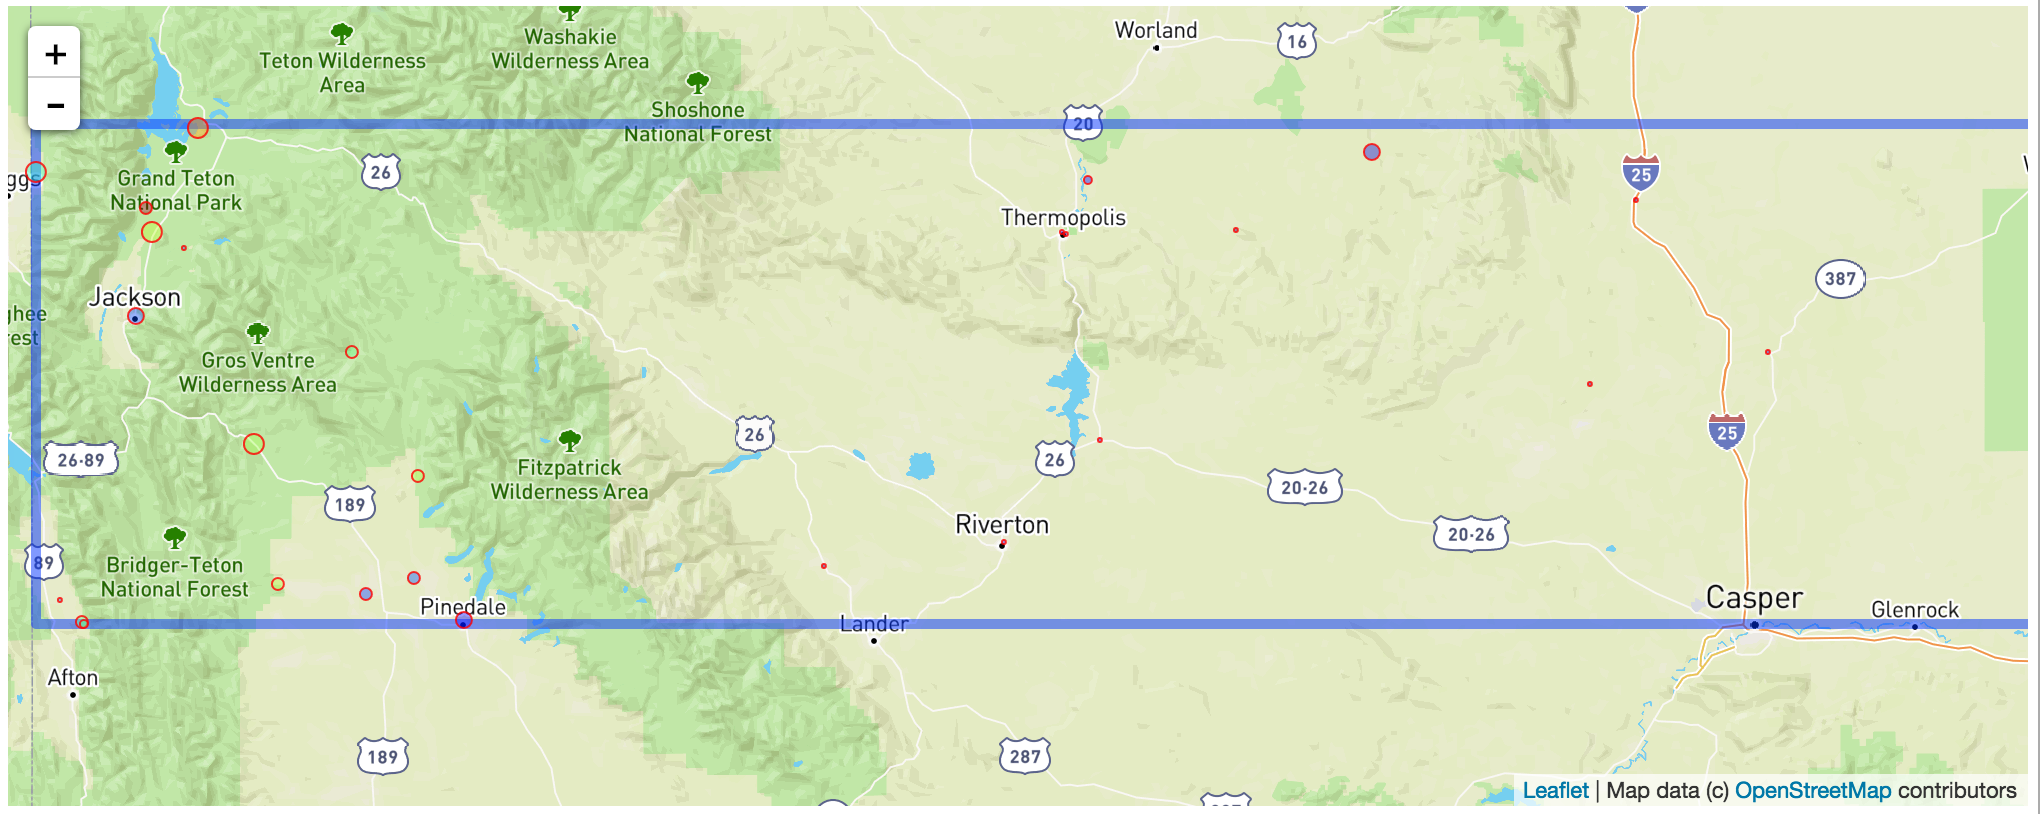 +
−
Teton Wilderness
Area
Washakie
Wilderness Area
Shoshone
National Forest
Worland
16
20
25
26
ggs
Grand Teton
National Park
Thermopolis
387
Jackson
ghee
rest
Gros Ventre
Wilderness Area
26
25
26·89
26
Fitzpatrick
Wilderness Area
20·26
189
Riverton
20·26
89
Bridger-Teton
National Forest
Pinedale
Lander
Casper
Glenrock
Afton
189
287
Leaflet | Map data (c) OpenStreetMap contributors